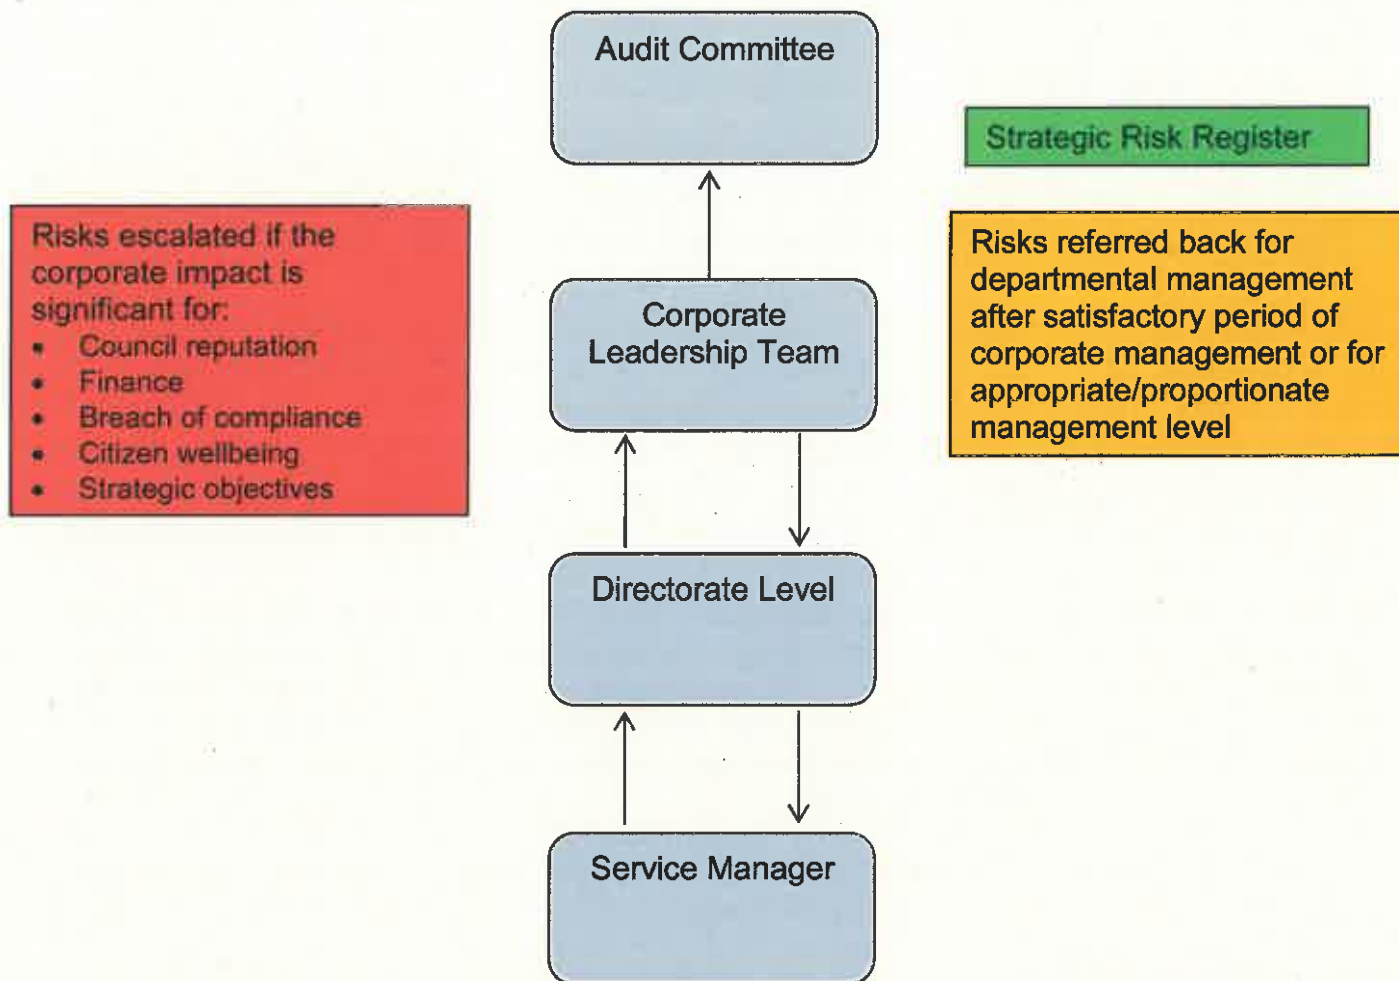 Audit Committee
Strategic Risk Register
Risks escalated if the
corporate impact is
significant for:
• Council reputation
• Finance
• Breach of compliance
• Citizen wellbeing
• Strategic objectives
Risks referred back for
departmental management
after satisfactory period of
corporate management or for
appropriate/proportionate
management level
Corporate
Leadership Team
Directorate Level
Service Manager